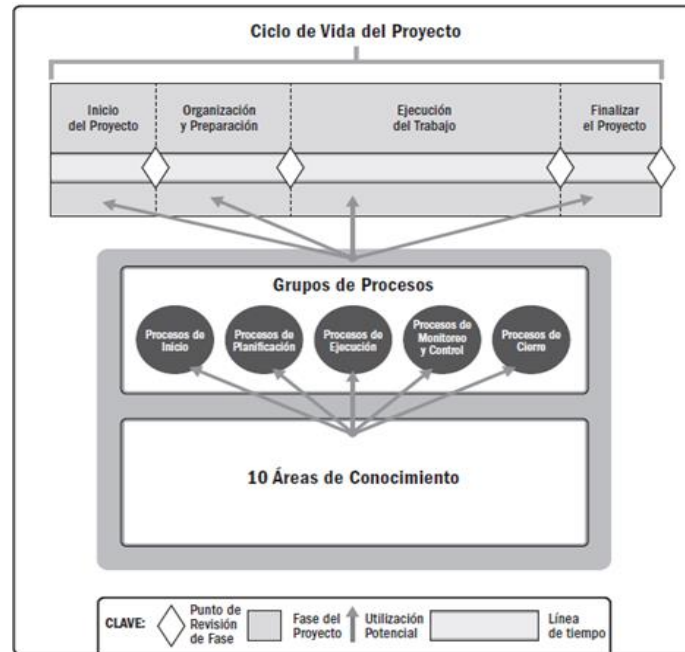 Ciclo de Vida del Proyecto
Inicio
del Proyecto
Organización
y Preparación
Ejecución
del Trabajo
Finalizar
el Proyecto
Grupos de Procesos
Procesos de
Inicio
Procesos de
Planificación
Procesos de
Ejecución
Procesos de
Monitoreo
y Control
Procesos de
Cierre
10 Áreas de Conocimiento
CLAVE:
Punto de
Revisión
de Fase
Fase del
Proyecto
Utilización
Potencial
Línea
de tiempo